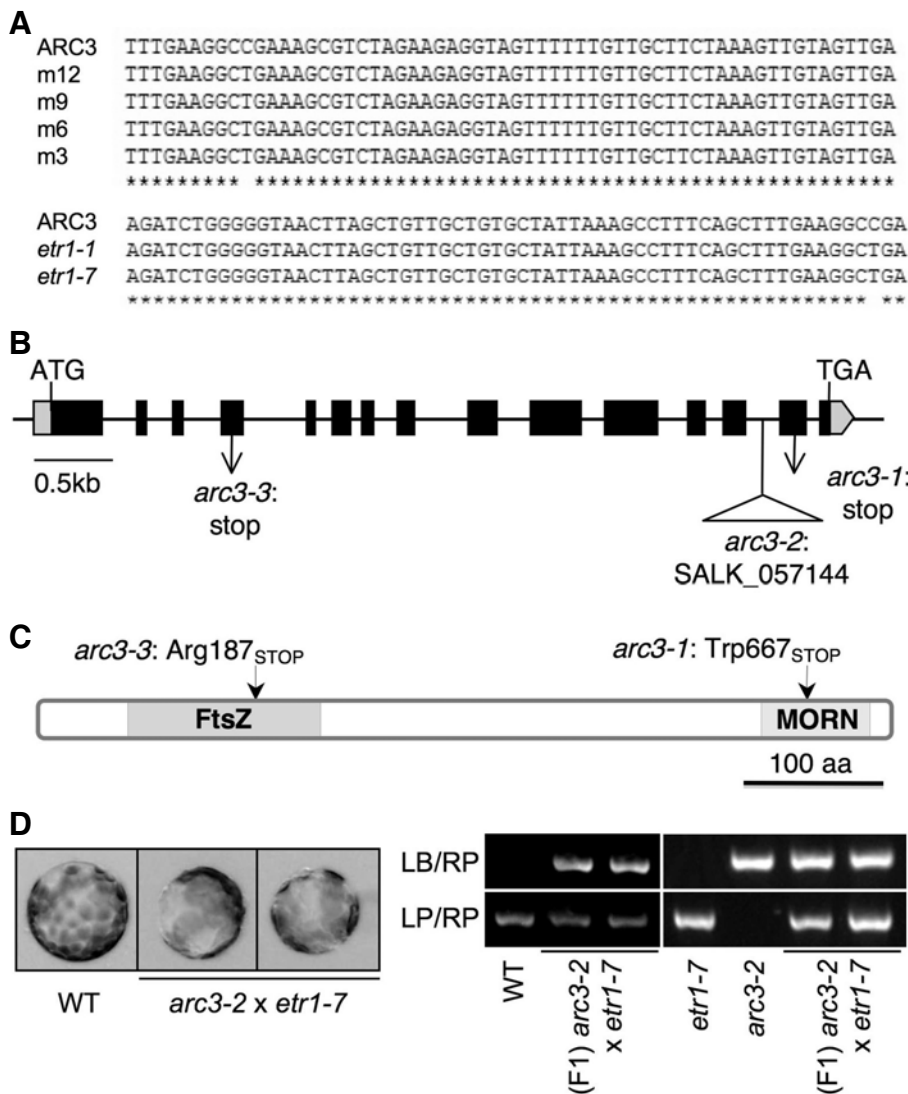 A
ARC3 TTTGAAGGCCGAAAGCGTCTAGAAGAGGTAGTTTTTTGTTGCTTCTAAAGTTGTAGTTGA
m12 TTTGAAGGCTGAAAGCGTCTAGAAGAGGTAGTTTTTTGTTGCTTCTAAAGTTGTAGTTGA
m9 TTTGAAGGCTGAAAGCGTCTAGAAGAGGTAGTTTTTTGTTGCTTCTAAAGTTGTAGTTGA
m6 TTTGAAGGCTGAAAGCGTCTAGAAGAGGTAGTTTTTTGTTGCTTCTAAAGTTGTAGTTGA
m3 TTTGAAGGCTGAAAGCGTCTAGAAGAGGTAGTTTTTTGTTGCTTCTAAAGTTGTAGTTGA
********* **************************************************
ARC3 AGATCTGGGGGTAACTTAGCTGTTGCTGTGCTATTAAAGCCTTTCAGCTTTGAAGGCCGA
etr1-1 AGATCTGGGGGTAACTTAGCTGTTGCTGTGCTATTAAAGCCTTTCAGCTTTGAAGGCTGA
etr1-7 AGATCTGGGGGTAACTTAGCTGTTGCTGTGCTATTAAAGCCTTTCAGCTTTGAAGGCTGA
********************************************************* **
B
ATG TGA
0.5kb
arc3-3:
stop
arc3-1:
stop
arc3-2:
SALK_057144
C
arc3-3: Arg187STOP arc3-1: Trp667STOP
FtsZ MORN
100 aa
D
WT arc3-2 x etr1-7
LB/RP
LP/RP
WT
(F1) arc3-2
x etr1-7
etr1-7
arc3-2
(F1) arc3-2
x etr1-7